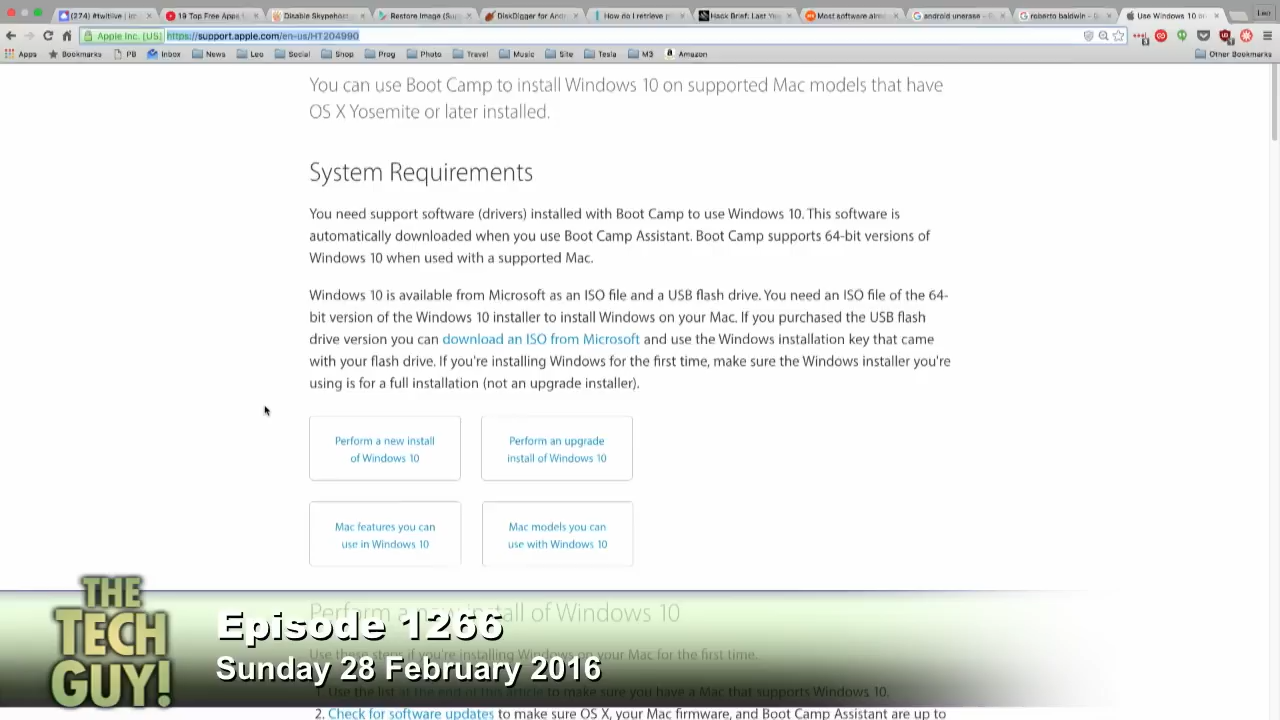 (274) #twitlive | irc
19 Top Free Apps
Disable Skypehost
Restore Image (Su
DiskDigger for Andr
How do I retrieve p
Hack Brief: Last Ye
Most software alre
android unerase - G
roberto baldwin - G
Use Windows 10 on
Leo
Apple Inc. [US] https://support.apple.com/en-us/HT204990
Apps Bookmarks PB Inbox News Leo Social Shop Prog Photo Travel Music Site Tesla M3 Amazon Other Bookmarks
You can use Boot Camp to install Windows 10 on supported Mac models that have
OS X Yosemite or later installed.
System Requirements
You need support software (drivers) installed with Boot Camp to use Windows 10. This software is
automatically downloaded when you use Boot Camp Assistant. Boot Camp supports 64-bit versions of
Windows 10 when used with a supported Mac.
Windows 10 is available from Microsoft as an ISO file and a USB flash drive. You need an ISO file of the 64-
bit version of the Windows 10 installer to install Windows on your Mac. If you purchased the USB flash
drive version you can download an ISO from Microsoft and use the Windows installation key that came
with your flash drive. If you're installing Windows for the first time, make sure the Windows installer you're
using is for a full installation (not an upgrade installer).
Perform a new install
of Windows 10
Perform an upgrade
install of Windows 10
Mac features you can
use in Windows 10
Mac models you can
use with Windows 10
Perform a new install of Windows 10
Use these steps if you're installing Windows on your Mac for the first time.
1. Use the list at the end of this article to make sure you have a Mac that supports Windows 10.
2. Check for software updates to make sure OS X, your Mac firmware, and Boot Camp Assistant are up to
THE
TECH
GUY!
Episode 1266
Sunday 28 February 2016